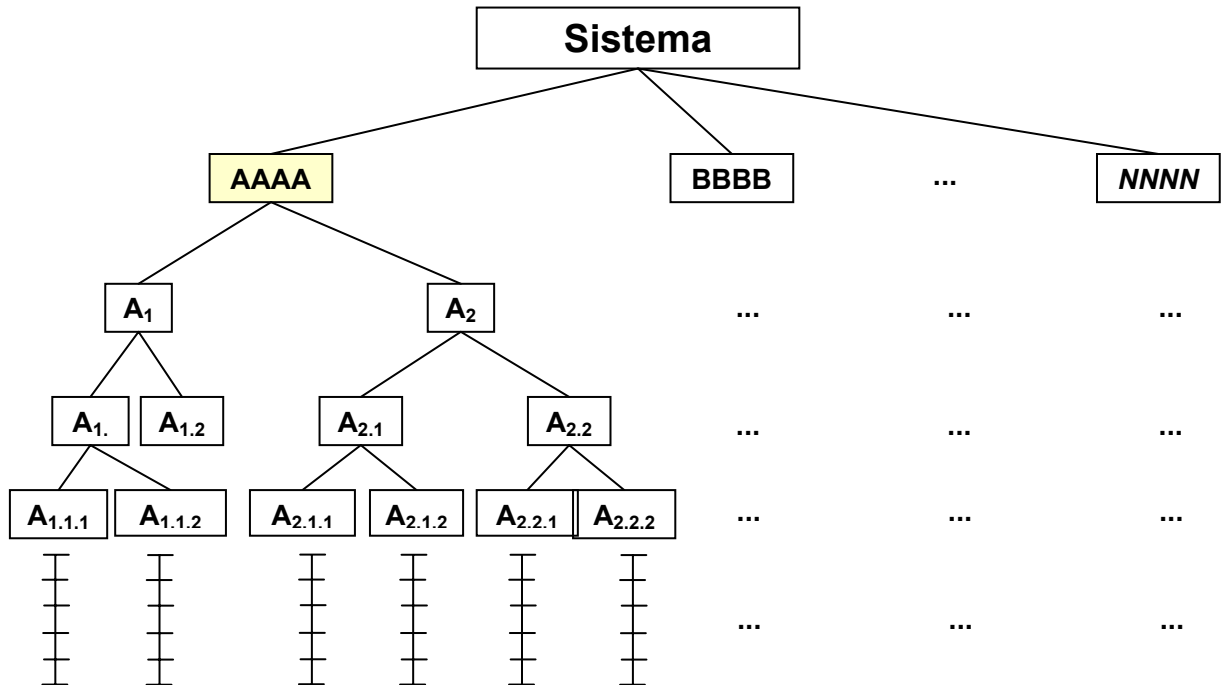 Sistema
AAAA BBBB ... NNNN
A₁ A₂ ... ... ...
A₁. A₁.₂ A₂.₁ A₂.₂ ... ... ...
A₁.₁.₁ A₁.₁.₂ A₂.₁.₁ A₂.₁.₂ A₂.₂.₁ A₂.₂.₂ ... ... ...
... ... ...